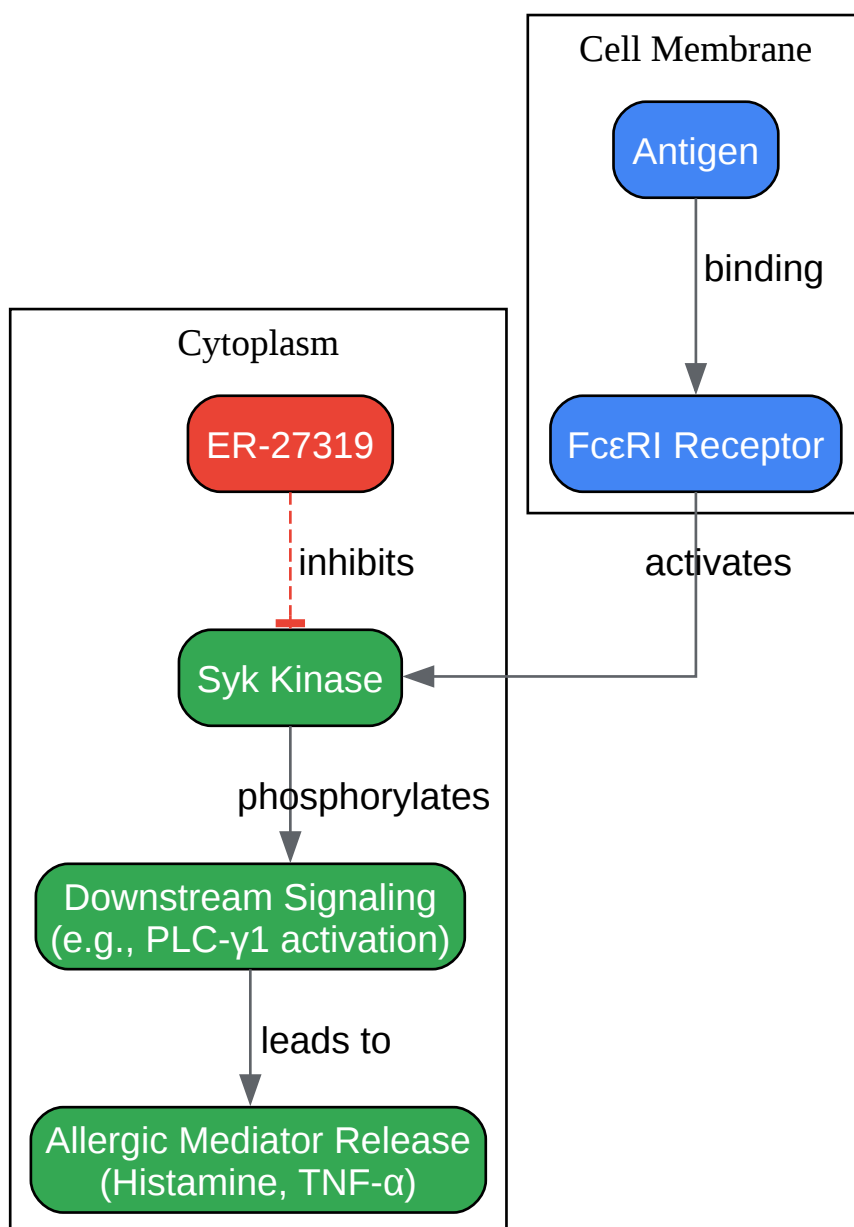 Cell Membrane
Antigen
binding
Cytoplasm
ER-27319
FcεRI Receptor
inhibits
activates
Syk Kinase
phosphorylates
Downstream Signaling
(e.g., PLC-γ1 activation)
leads to
Allergic Mediator Release
(Histamine, TNF-α)